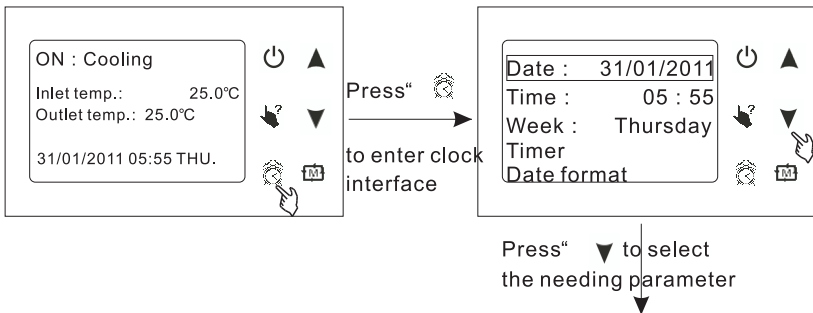 ON : Cooling
Inlet temp.: 25.0℃
Outlet temp.: 25.0℃
31/01/2011 05:55 THU.
?
M
Press“
to enter clock
interface
Date : 31/01/2011
Time : 05 : 55
Week : Thursday
Timer
Date format
?
M
Press“ ▼ to select
the needing parameter